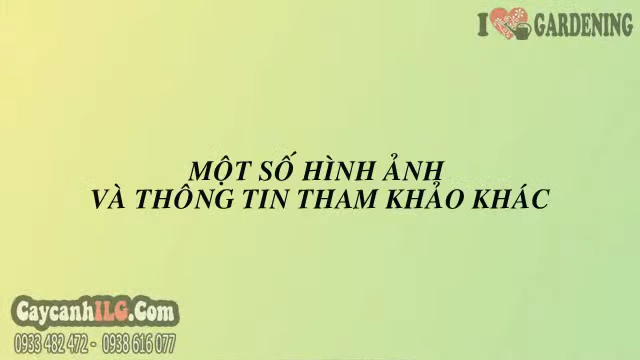 I GARDENING
MỘT SỐ HÌNH ẢNH
VÀ THÔNG TIN THAM KHẢO KHÁC
CaycanhILG.Com
0933 482 472 - 0938 616 077